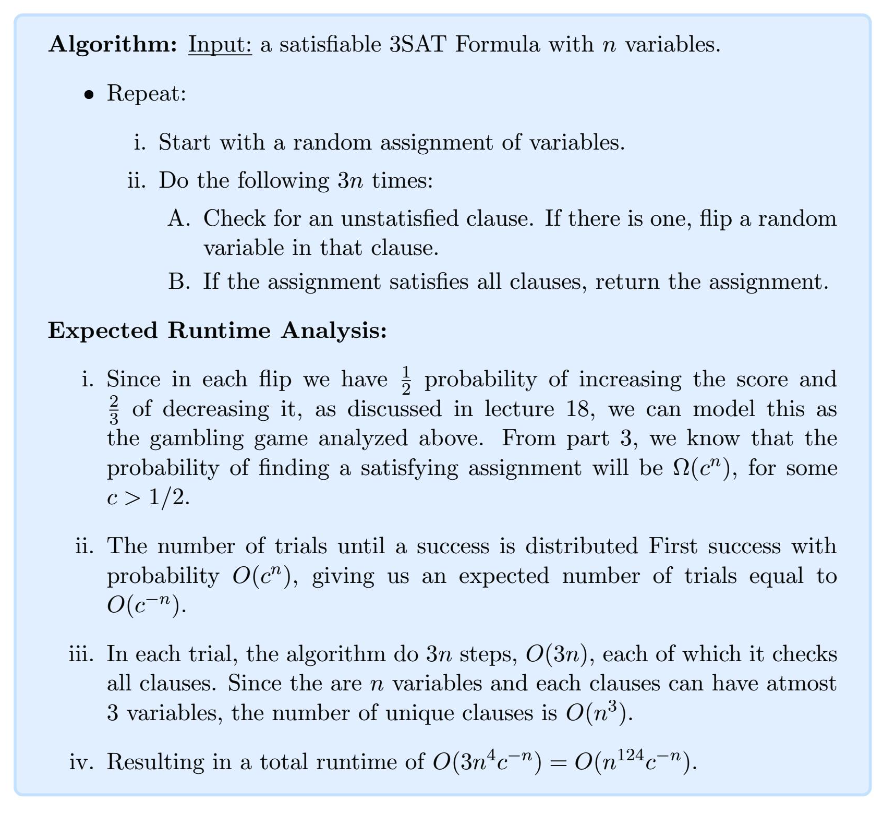 Algorithm: Input: a satisfiable 3SAT Formula with n variables.
• Repeat:
i. Start with a random assignment of variables.
ii. Do the following 3n times:
A. Check for an unstatisfied clause. If there is one, flip a random
variable in that clause.
B. If the assignment satisfies all clauses, return the assignment.
Expected Runtime Analysis:
i. Since in each flip we have 1/2 probability of increasing the score and
2/3 of decreasing it, as discussed in lecture 18, we can model this as
the gambling game analyzed above. From part 3, we know that the
probability of finding a satisfying assignment will be Ω(cⁿ), for some
c > 1/2.
ii. The number of trials until a success is distributed First success with
probability O(cⁿ), giving us an expected number of trials equal to
O(c⁻ⁿ).
iii. In each trial, the algorithm do 3n steps, O(3n), each of which it checks
all clauses. Since the are n variables and each clauses can have atmost
3 variables, the number of unique clauses is O(n³).
iv. Resulting in a total runtime of O(3n⁴c⁻ⁿ) = O(n¹²⁴c⁻ⁿ).